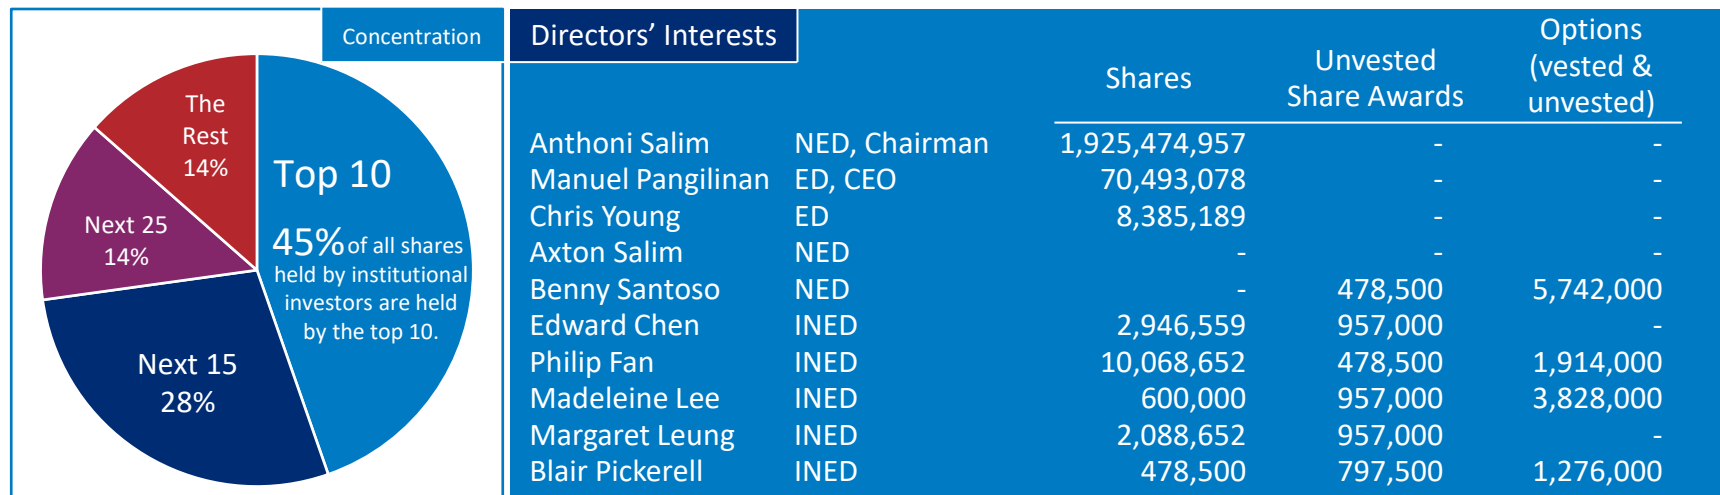 Concentration
The
Rest
14%
Top 10
45% of all shares
held by institutional
investors are held
by the top 10.
Next 25
14%
Next 15
28%
Directors’ Interests
Shares
Unvested
Share Awards
Options
(vested &
unvested)
Anthoni Salim NED, Chairman 1,925,474,957 - -
Manuel Pangilinan ED, CEO 70,493,078 - -
Chris Young ED 8,385,189 - -
Axton Salim NED - - -
Benny Santoso NED - 478,500 5,742,000
Edward Chen INED 2,946,559 957,000 -
Philip Fan INED 10,068,652 478,500 1,914,000
Madeleine Lee INED 600,000 957,000 3,828,000
Margaret Leung INED 2,088,652 957,000 -
Blair Pickerell INED 478,500 797,500 1,276,000